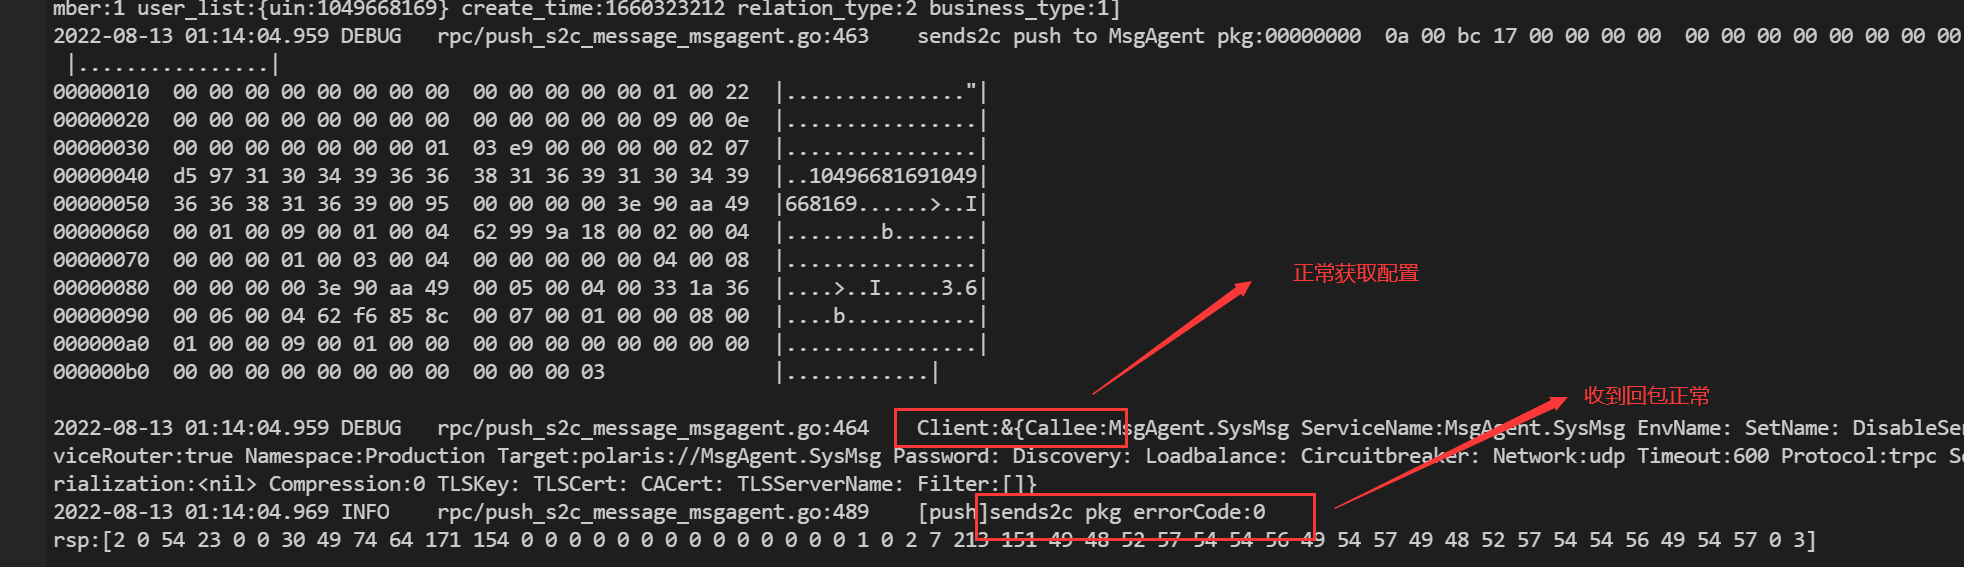 mber:1 user_list:{uin:1049668169} create_time:1660323212 relation_type:2 business_type:1]
2022-08-13 01:14:04.959 DEBUG   rpc/push_s2c_message_msgagent.go:463    sends2c push to MsgAgent pkg:00000000  0a 00 bc 17 00 00 00 00  00 00 00 00 00 00 00 00
|................|
00000010  00 00 00 00 00 00 00 00  00 00 00 00 00 01 00 22  |..............."|
00000020  00 00 00 00 00 00 00 00  00 00 00 00 00 09 00 0e  |................|
00000030  00 00 00 00 00 00 00 01  03 e9 00 00 00 00 02 07  |................|
00000040  d5 97 31 30 34 39 36 36  38 31 36 39 31 30 34 39  |..10496681691049|
00000050  36 36 38 31 36 39 00 95  00 00 00 00 3e 90 aa 49  |668169......>..I|
00000060  00 01 00 09 00 01 00 04  62 99 9a 18 00 02 00 04  |........b.......|
00000070  00 00 00 01 00 03 00 04  00 00 00 00 00 04 00 08  |................|
00000080  00 00 00 00 3e 90 aa 49  00 05 00 04 00 33 1a 36  |....>..I.....3.6|
正常获取配置
00000090  00 06 00 04 62 f6 85 8c  00 07 00 01 00 00 08 00  |....b...........|
000000a0  01 00 00 09 00 01 00 00  00 00 00 00 00 00 00 00  |................|
000000b0  00 00 00 00 00 00 00 00  00 00 00 03              |............|
收到回包正常
2022-08-13 01:14:04.959 DEBUG   rpc/push_s2c_message_msgagent.go:464    Client:&{Callee:MsgAgent.SysMsg ServiceName:MsgAgent.SysMsg EnvName: SetName: DisableSer
viceRouter:true Namespace:Production Target:polaris://MsgAgent.SysMsg Password: Discovery: Loadbalance: Circuitbreaker: Network:udp Timeout:600 Protocol:trpc Se
rialization:<nil> Compression:0 TLSKey: TLSCert: CACert: TLSServerName: Filter:[]}
2022-08-13 01:14:04.969 INFO    rpc/push_s2c_message_msgagent.go:489    [push]sends2c pkg errorCode:0
rsp:[2 0 54 23 0 0 30 49 74 64 171 154 0 0 0 0 0 0 0 0 0 0 0 0 0 0 1 0 2 7 213 151 49 48 52 57 54 54 56 49 54 57 49 48 52 57 54 54 56 49 54 57 0 3]